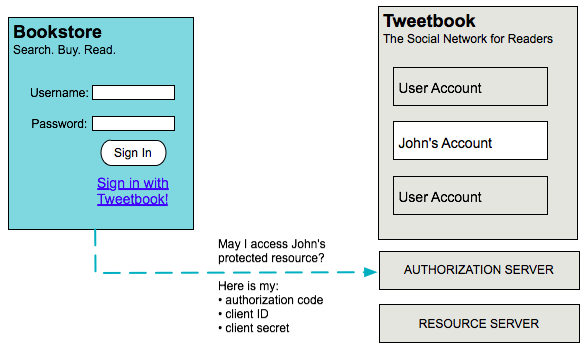 Bookstore
Search. Buy. Read.
Username:
Password:
Sign In
Sign in with
Tweetbook!
Tweetbook
The Social Network for Readers
User Account
John's Account
User Account
May I access John's
protected resource?
Here is my:
• authorization code
• client ID
• client secret
AUTHORIZATION SERVER
RESOURCE SERVER